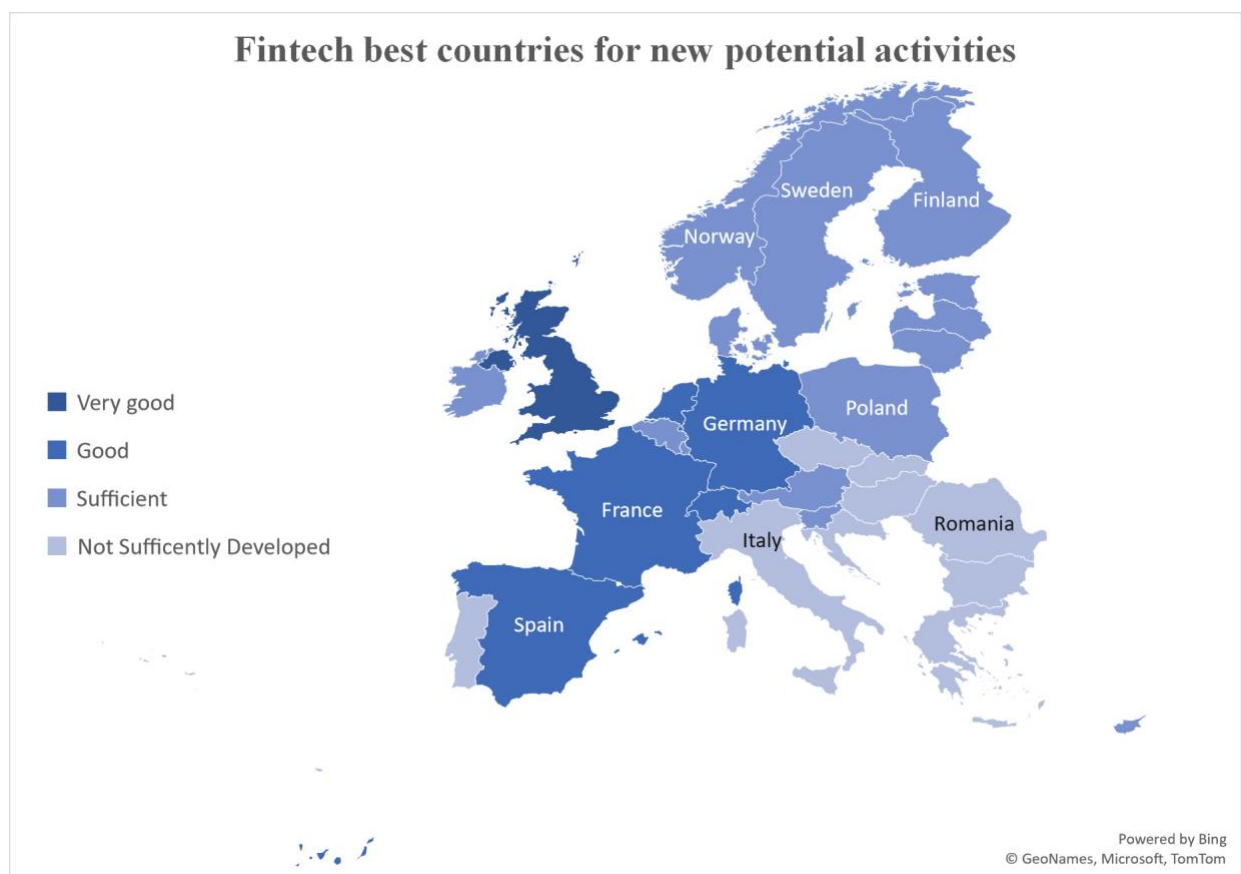 Fintech best countries for new potential activities
Sweden
Finland
Norway
Very good
Good
Sufficient
Not Sufficently Developed
Germany
Poland
France
Romania
Italy
Spain
Powered by Bing
© GeoNames, Microsoft, TomTom